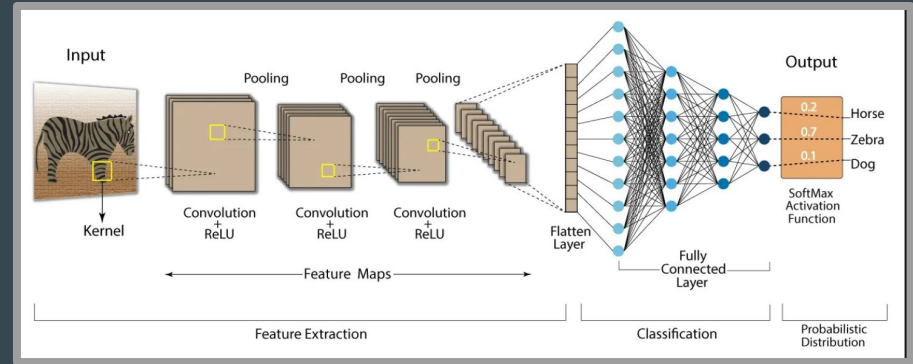 Input
Kernel
Pooling
Pooling
Pooling
Convolution
+
ReLU
Convolution
+
ReLU
Convolution
+
ReLU
Feature Maps
Flatten
Layer
Fully
Connected
Layer
Output
0.2
Horse
0.7
Zebra
0.1
Dog
SoftMax
Activation
Function
Feature Extraction
Classification
Probabilistic
Distribution